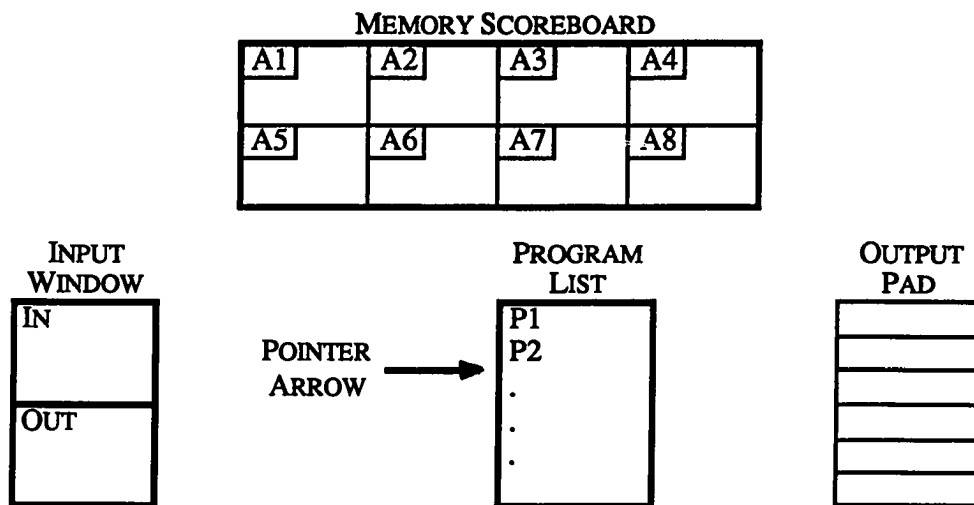 MEMORY SCOREBOARD
A1 A2 A3 A4
A5 A6 A7 A8
INPUT
WINDOW
IN
OUT
POINTER
ARROW
PROGRAM
LIST
P1
P2
.
.
.
OUTPUT
PAD